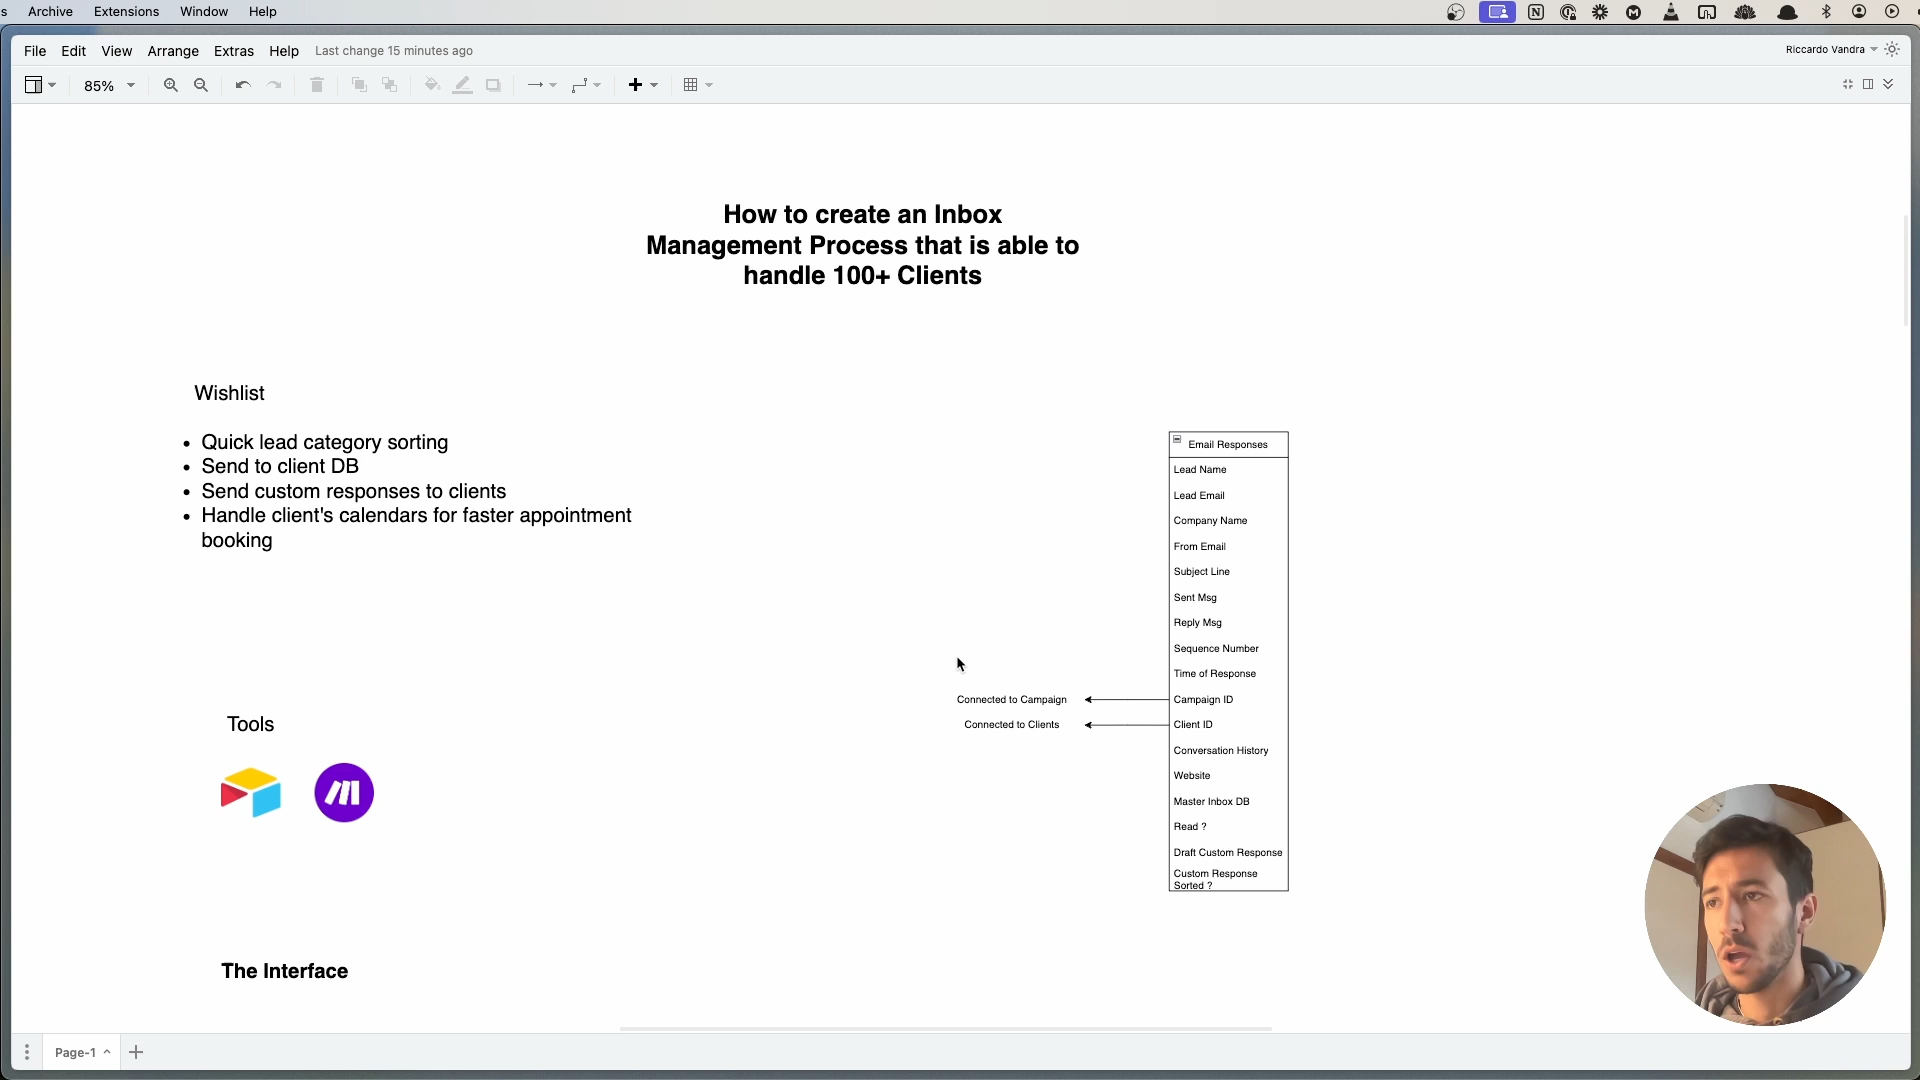 s Archive Extensions Window Help
File Edit View Arrange Extras Help Last change 15 minutes ago
Riccardo Vandra
85%
How to create an Inbox
Management Process that is able to
handle 100+ Clients
Wishlist
• Quick lead category sorting
• Send to client DB
• Send custom responses to clients
• Handle client's calendars for faster appointment
booking
Tools
The Interface
Email Responses
Lead Name
Lead Email
Company Name
From Email
Subject Line
Sent Msg
Reply Msg
Sequence Number
Time of Response
Connected to Campaign Campaign ID
Connected to Clients Client ID
Conversation History
Website
Master Inbox DB
Read ?
Draft Custom Response
Custom Response
Sorted ?
Page-1